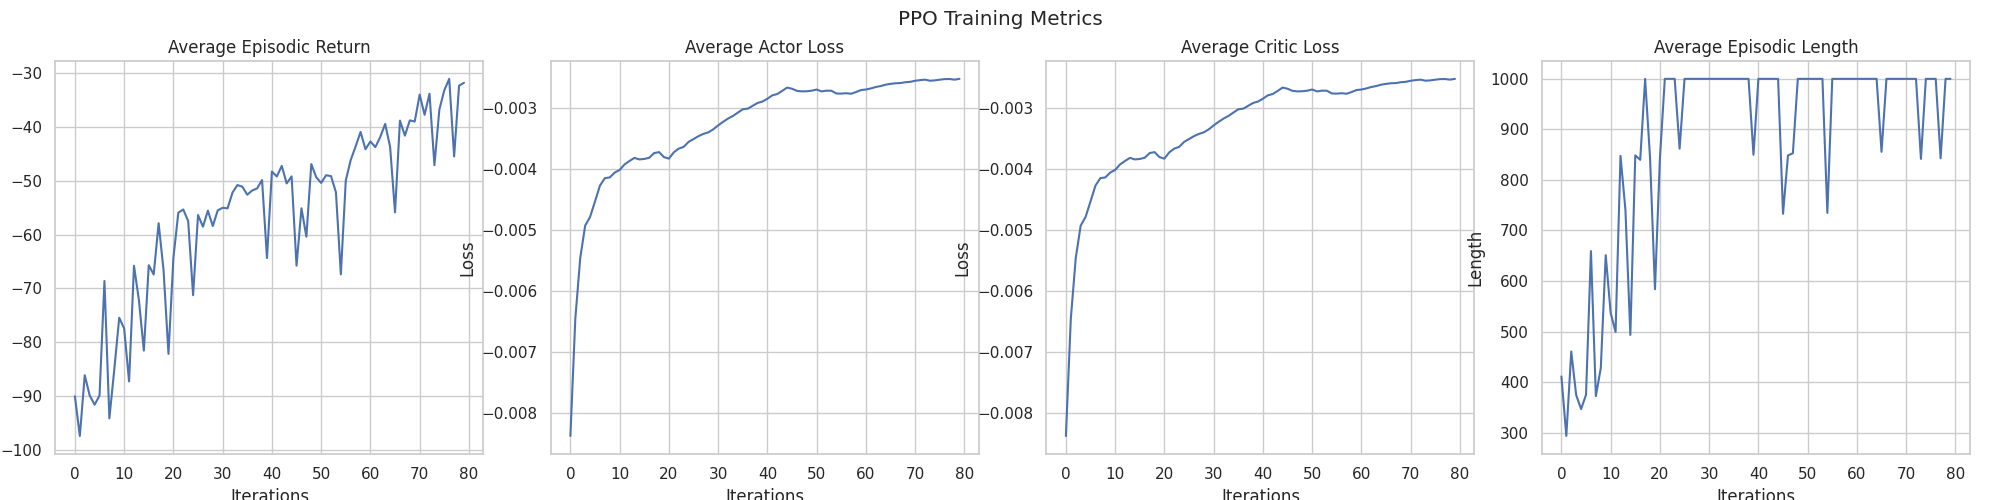 PPO Training Metrics
Average Episodic Return
−30
−40
−50
−60
−70
−80
−90
−100
0 10 20 30 40 50 60 70 80
Iterations
Average Actor Loss
Loss
−0.003
−0.004
−0.005
−0.006
−0.007
−0.008
0 10 20 30 40 50 60 70 80
Iterations
Average Critic Loss
Loss
−0.003
−0.004
−0.005
−0.006
−0.007
−0.008
0 10 20 30 40 50 60 70 80
Iterations
Average Episodic Length
Length
1000
900
800
700
600
500
400
300
0 10 20 30 40 50 60 70 80
Iterations